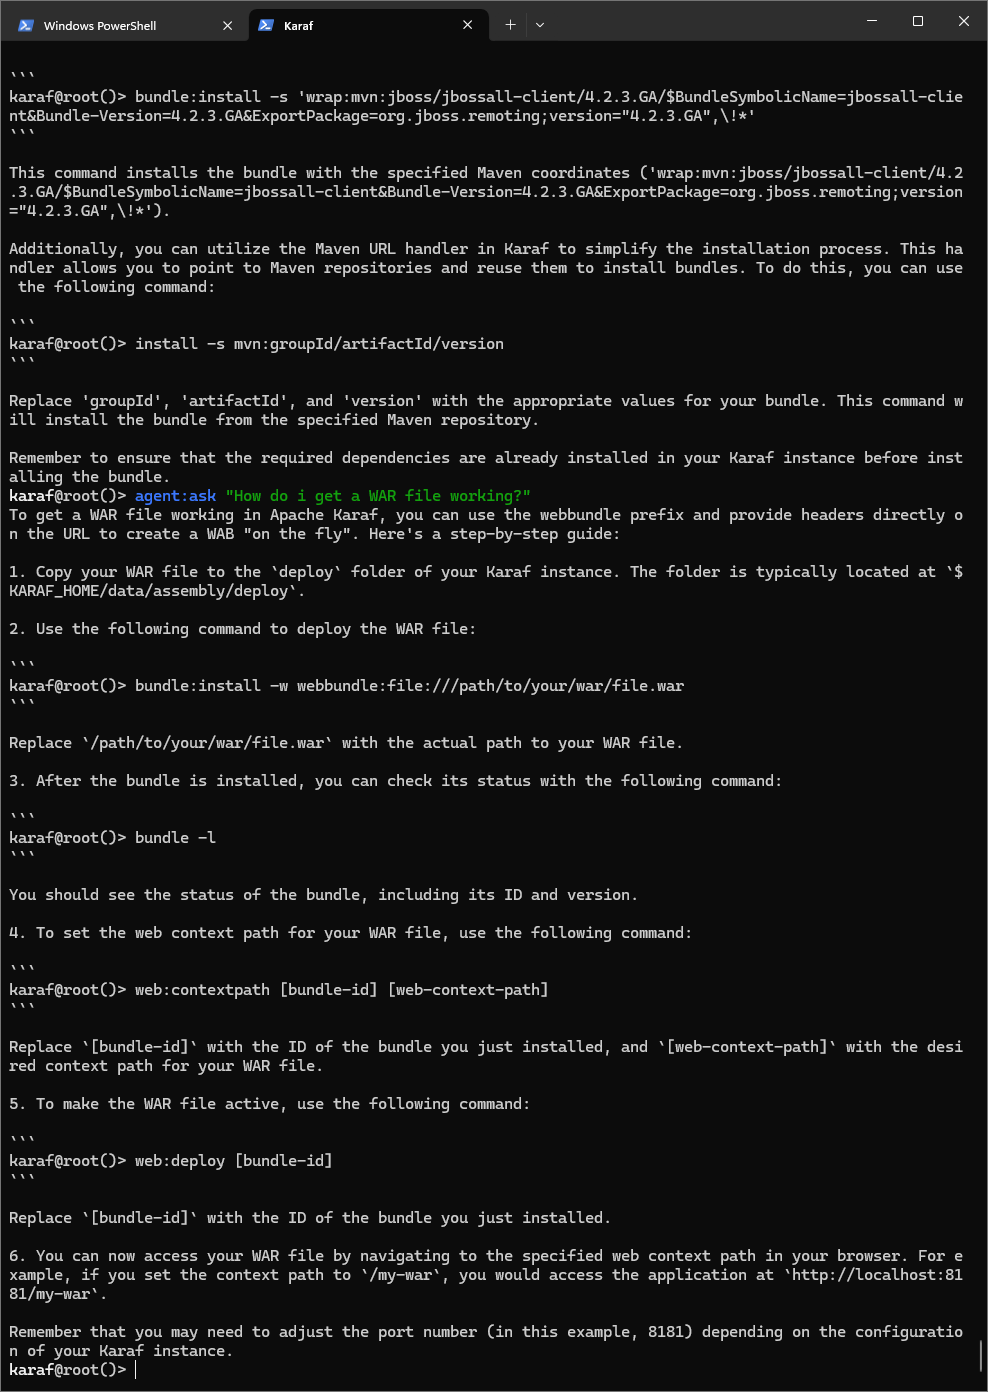 Windows PowerShell
Karaf
```
karaf@root()> bundle:install -s 'wrap:mvn:jboss/jbossall-client/4.2.3.GA/$BundleSymbolicName=jbossall-clie
nt&Bundle-Version=4.2.3.GA&ExportPackage=org.jboss.remoting;version="4.2.3.GA",\!*'
```
This command installs the bundle with the specified Maven coordinates ('wrap:mvn:jboss/jbossall-client/4.2
.3.GA/$BundleSymbolicName=jbossall-client&Bundle-Version=4.2.3.GA&ExportPackage=org.jboss.remoting;version
="4.2.3.GA",\!*').
Additionally, you can utilize the Maven URL handler in Karaf to simplify the installation process. This ha
ndler allows you to point to Maven repositories and reuse them to install bundles. To do this, you can use
 the following command:
```
karaf@root()> install -s mvn:groupId/artifactId/version
```
Replace 'groupId', 'artifactId', and 'version' with the appropriate values for your bundle. This command w
ill install the bundle from the specified Maven repository.
Remember to ensure that the required dependencies are already installed in your Karaf instance before inst
alling the bundle.
karaf@root()> agent:ask "How do i get a WAR file working?"
To get a WAR file working in Apache Karaf, you can use the webbundle prefix and provide headers directly o
n the URL to create a WAB "on the fly". Here's a step-by-step guide:
1. Copy your WAR file to the `deploy` folder of your Karaf instance. The folder is typically located at `$
KARAF_HOME/data/assembly/deploy`.
2. Use the following command to deploy the WAR file:
```
karaf@root()> bundle:install -w webbundle:file:///path/to/your/war/file.war
```
Replace `/path/to/your/war/file.war` with the actual path to your WAR file.
3. After the bundle is installed, you can check its status with the following command:
```
karaf@root()> bundle -l
```
You should see the status of the bundle, including its ID and version.
4. To set the web context path for your WAR file, use the following command:
```
karaf@root()> web:contextpath [bundle-id] [web-context-path]
```
Replace `[bundle-id]` with the ID of the bundle you just installed, and `[web-context-path]` with the desi
red context path for your WAR file.
5. To make the WAR file active, use the following command:
```
karaf@root()> web:deploy [bundle-id]
```
Replace `[bundle-id]` with the ID of the bundle you just installed.
6. You can now access your WAR file by navigating to the specified web context path in your browser. For e
xample, if you set the context path to `/my-war`, you would access the application at `http://localhost:81
81/my-war`.
Remember that you may need to adjust the port number (in this example, 8181) depending on the configuratio
n of your Karaf instance.
karaf@root()>